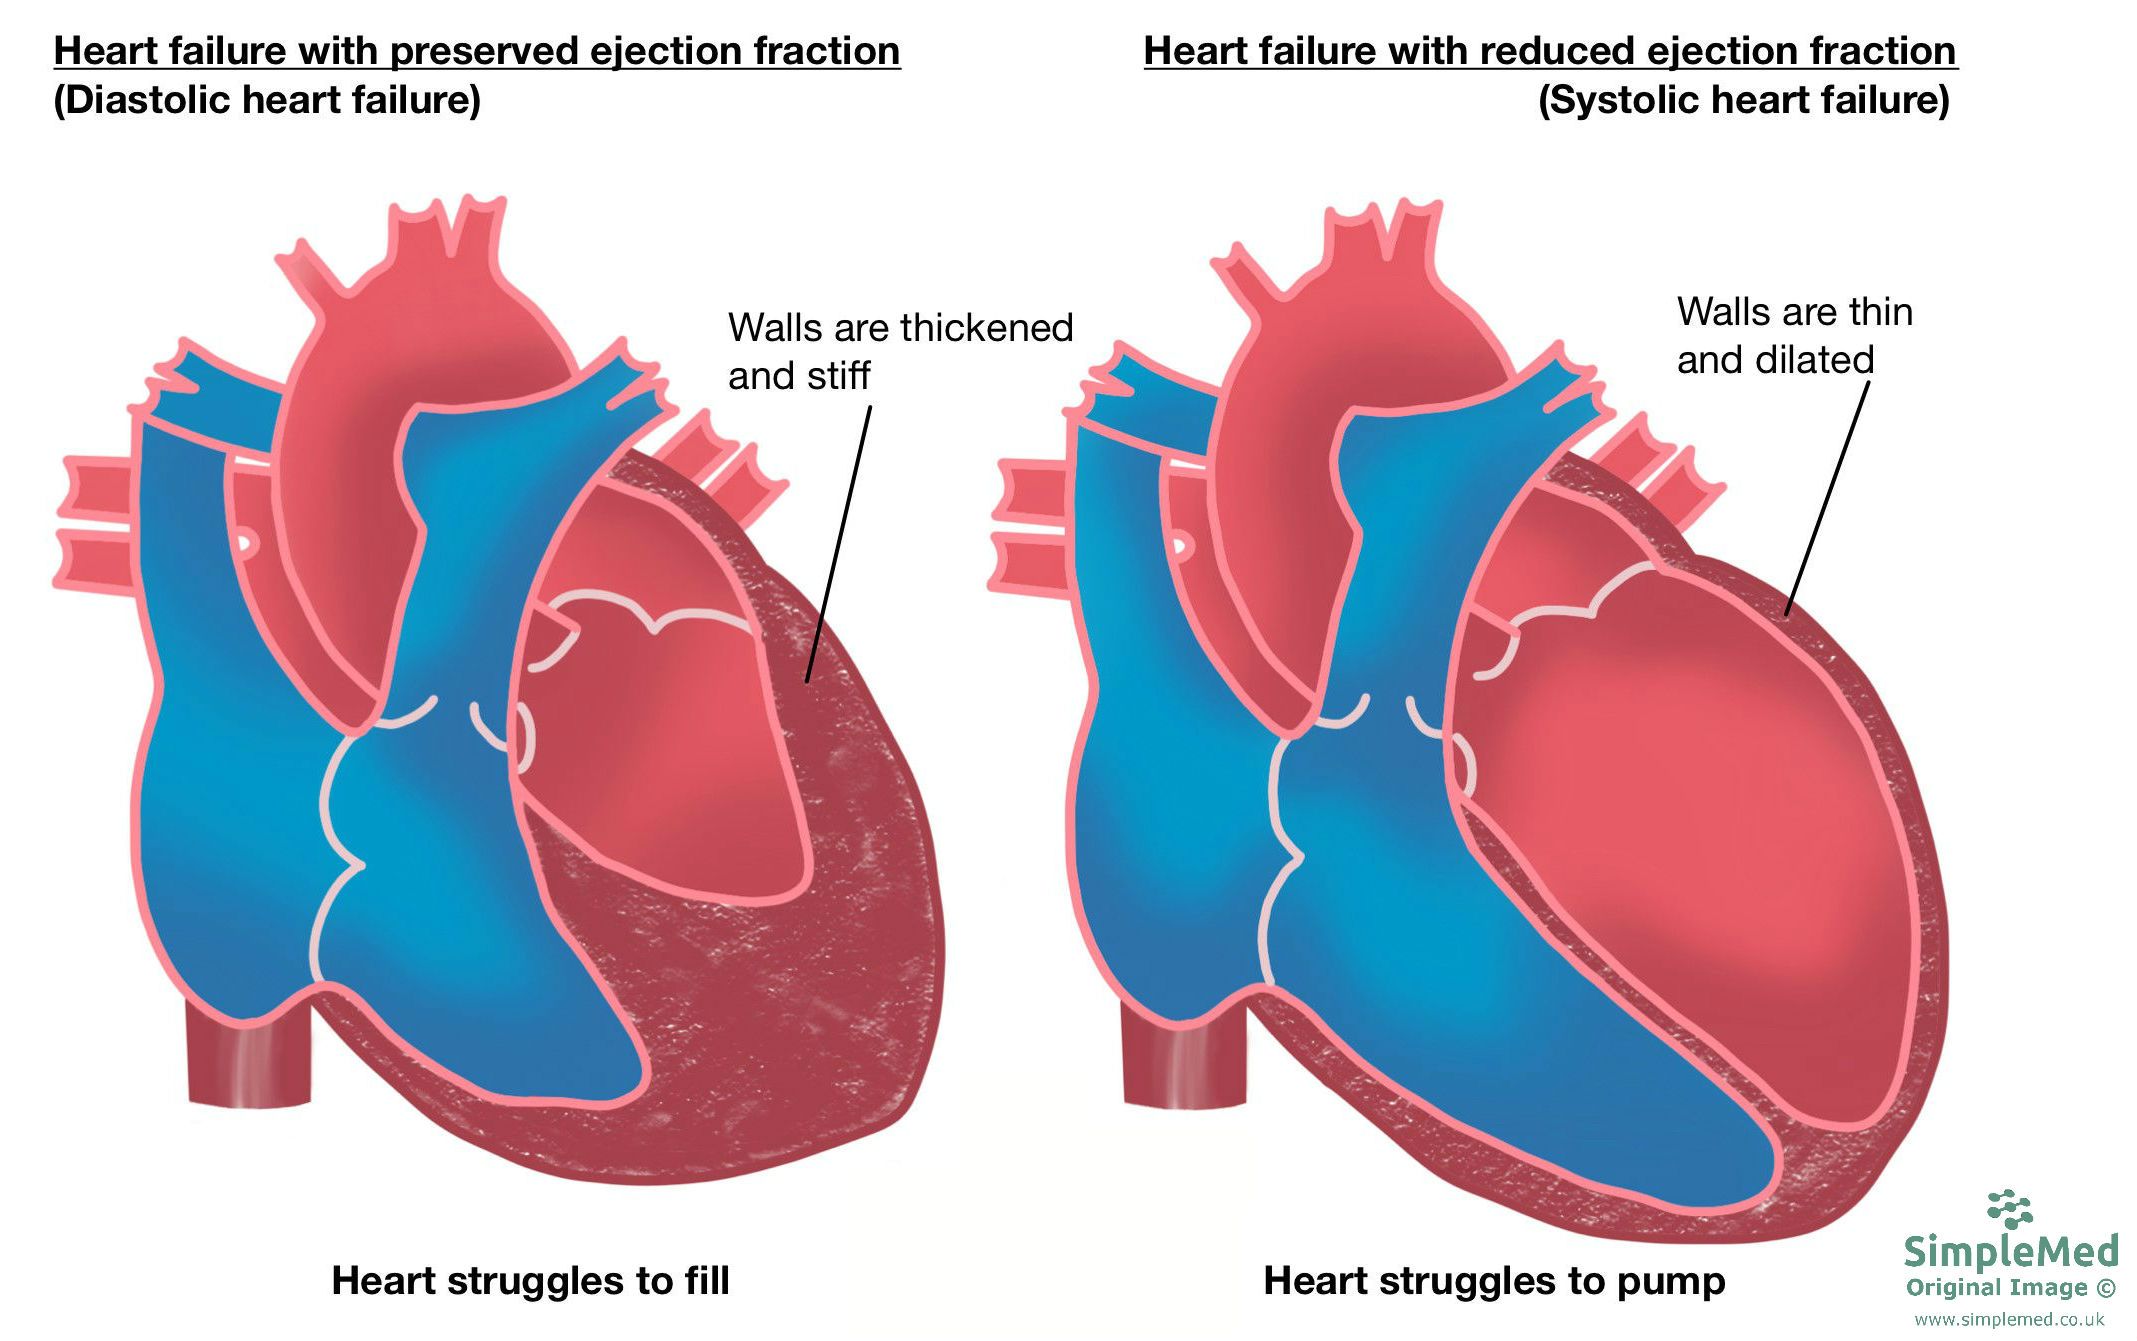 Heart failure with preserved ejection fraction
(Diastolic heart failure)
Heart failure with reduced ejection fraction
(Systolic heart failure)
Walls are thickened
and stiff
Walls are thin
and dilated
Heart struggles to fill
Heart struggles to pump
SimpleMed
Original Image ©
www.simplemed.co.uk